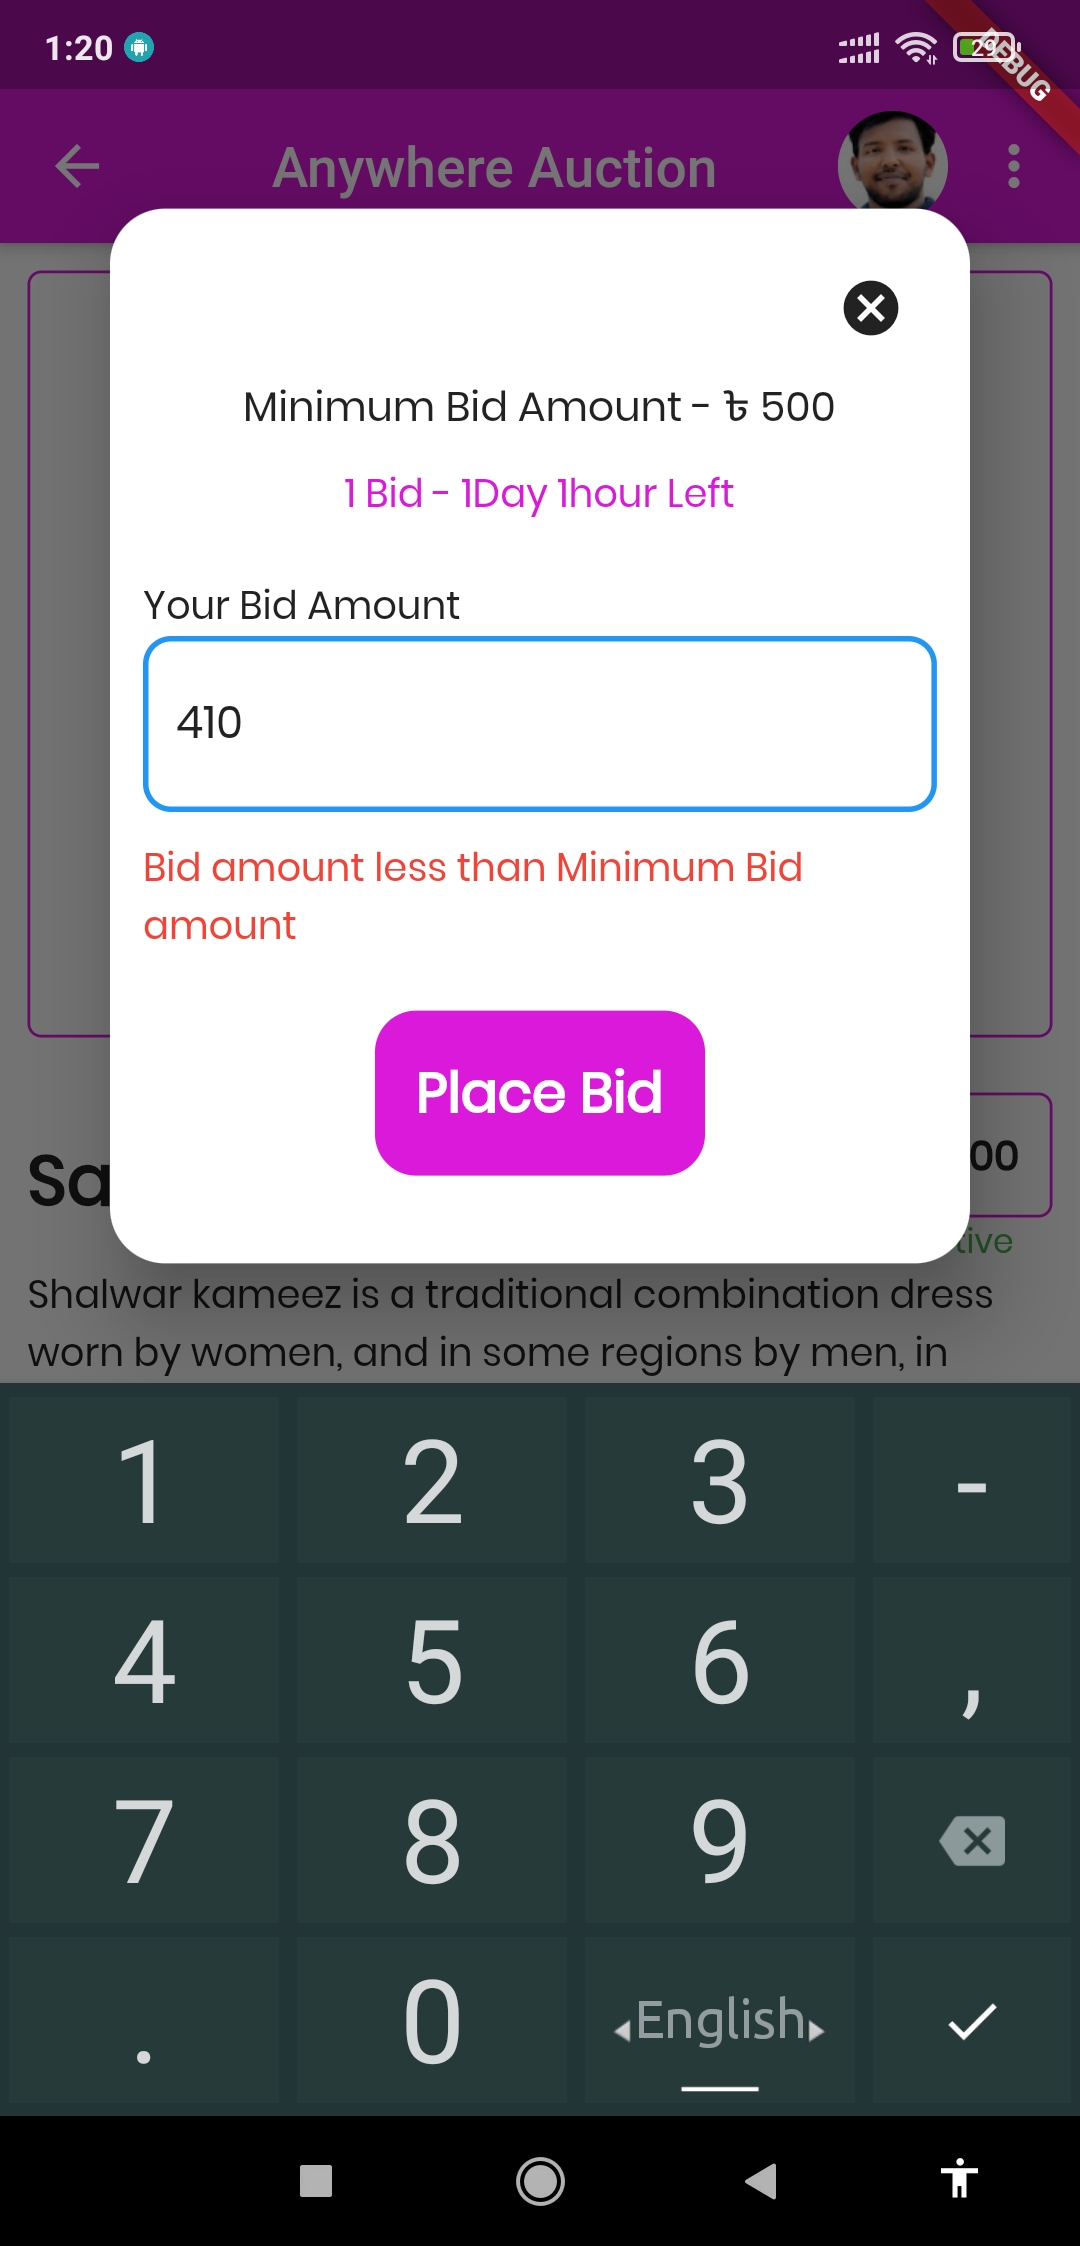 1:20
29
DEBUG
Anywhere Auction
Minimum Bid Amount - ৳ 500
1 Bid - 1Day 1hour Left
Your Bid Amount
410
Bid amount less than Minimum Bid
amount
Place Bid
Sa
00
tive
Shalwar kameez is a traditional combination dress
worn by women, and in some regions by men, in
1 2 3 -
4 5 6 ,
7 8 9
. 0 English